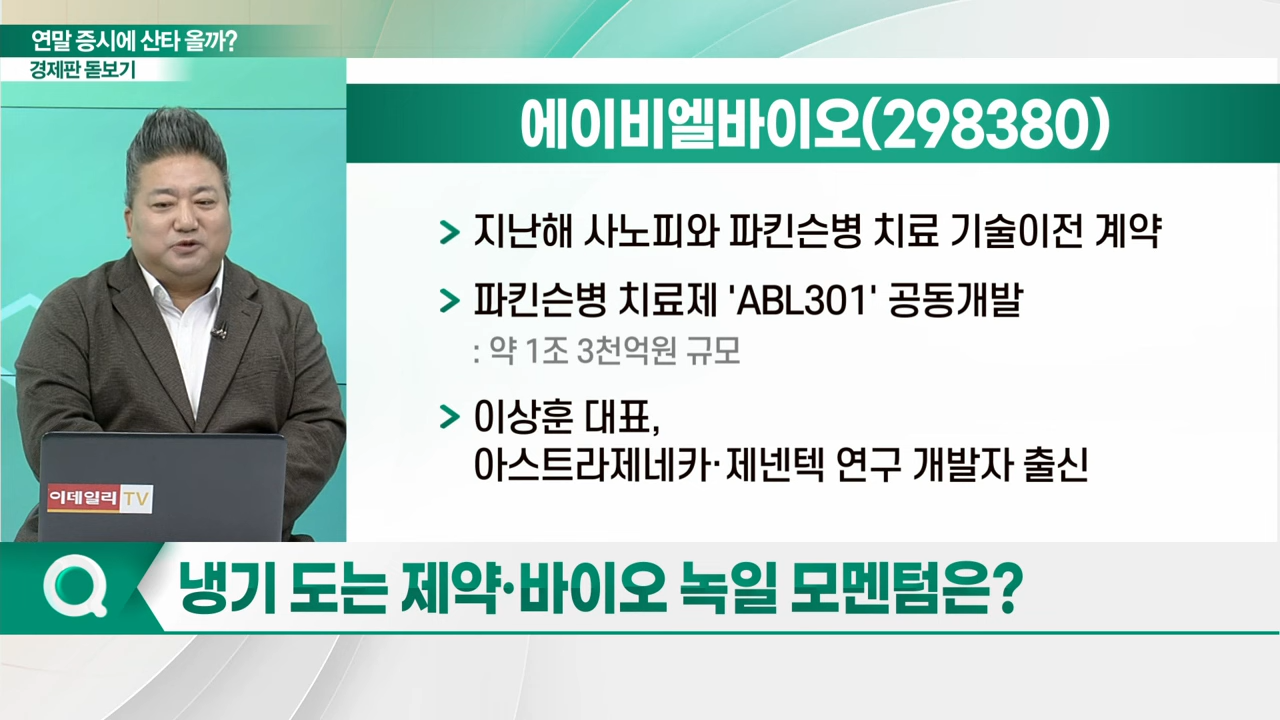 연말 증시에 산타 올까?
경제판 돋보기
에이비엘바이오(298380)
> 지난해 사노피와 파킨슨병 치료 기술이전 계약
> 파킨슨병 치료제 'ABL301' 공동개발
: 약 1조 3천억원 규모
> 이상훈 대표,
아스트라제네카·제넨텍 연구 개발자 출신
이데일리TV
Q 냉기 도는 제약·바이오 녹일 모멘텀은?